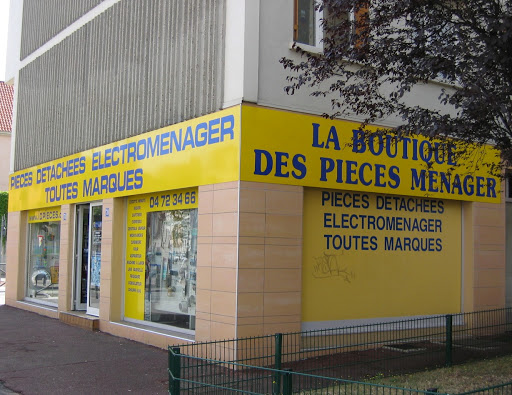 PIECES DETACHEES ELECTROMENAGER
TOUTES MARQUES
04 72 34 66
LA BOUTIQUE
DES PIECES MENAGER
PIECES DETACHEES
ELECTROMENAGER
TOUTES MARQUES